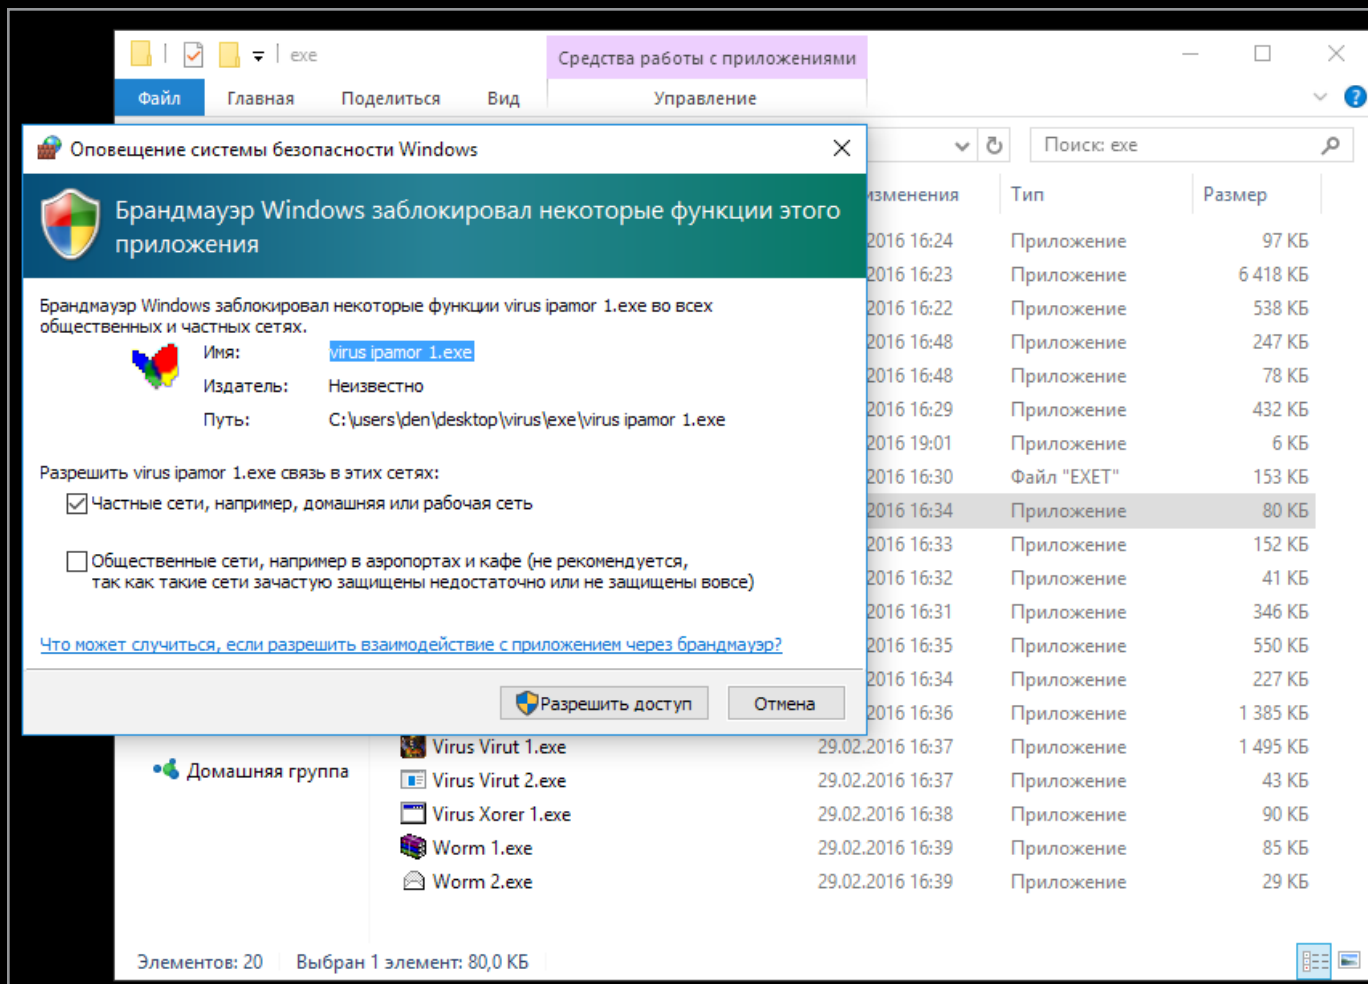 exe
Средства работы с приложениями
Файл
Главная
Поделиться
Вид
Управление
Оповещение системы безопасности Windows
Поиск: exe
Брандмауэр Windows заблокировал некоторые функции этого
приложения
Брандмауэр Windows заблокировал некоторые функции virus ipamor 1.exe во всех
общественных и частных сетях.
Имя: virus ipamor 1.exe
Издатель: Неизвестно
Путь: C:\users\den\desktop\virus\exe\virus ipamor 1.exe
Разрешить virus ipamor 1.exe связь в этих сетях:
Частные сети, например, домашняя или рабочая сеть
Общественные сети, например в аэропортах и кафе (не рекомендуется,
так как такие сети зачастую защищены недостаточно или не защищены вовсе)
Что может случиться, если разрешить взаимодействие с приложением через брандмауэр?
Разрешить доступ
Отмена
изменения Тип Размер
2016 16:24 Приложение 97 КБ
2016 16:23 Приложение 6 418 КБ
2016 16:22 Приложение 538 КБ
2016 16:48 Приложение 247 КБ
2016 16:48 Приложение 78 КБ
2016 16:29 Приложение 432 КБ
2016 19:01 Приложение 6 КБ
2016 16:30 Файл "EXET" 153 КБ
2016 16:34 Приложение 80 КБ
2016 16:33 Приложение 152 КБ
2016 16:32 Приложение 41 КБ
2016 16:31 Приложение 346 КБ
2016 16:35 Приложение 550 КБ
2016 16:34 Приложение 227 КБ
2016 16:36 Приложение 1 385 КБ
Virus Virut 1.exe 29.02.2016 16:37 Приложение 1 495 КБ
Домашняя группа
Virus Virut 2.exe 29.02.2016 16:37 Приложение 43 КБ
Virus Xorer 1.exe 29.02.2016 16:38 Приложение 90 КБ
Worm 1.exe 29.02.2016 16:39 Приложение 85 КБ
Worm 2.exe 29.02.2016 16:39 Приложение 29 КБ
Элементов: 20 Выбран 1 элемент: 80,0 КБ